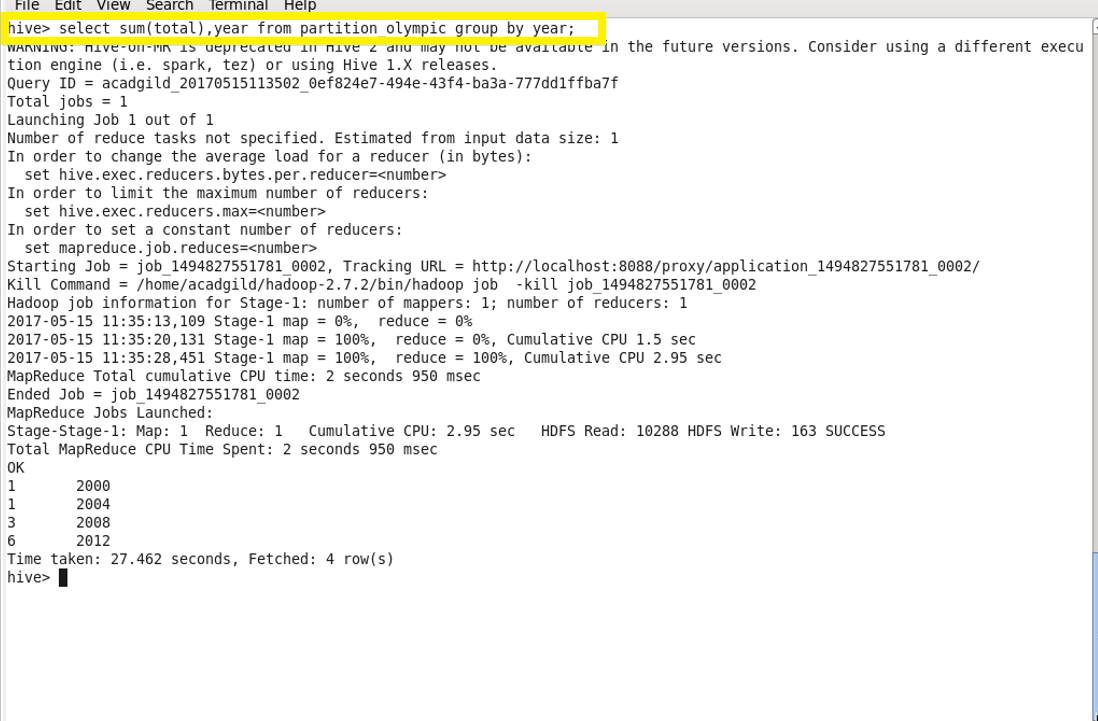 File Edit View Search Terminal Help
hive> select sum(total),year from partition_olympic group by year;
WARNING: Hive-on-MR is deprecated in Hive 2 and may not be available in the future versions. Consider using a different execu
tion engine (i.e. spark, tez) or using Hive 1.X releases.
Query ID = acadgild_20170515113502_0ef824e7-494e-43f4-ba3a-777dd1ffba7f
Total jobs = 1
Launching Job 1 out of 1
Number of reduce tasks not specified. Estimated from input data size: 1
In order to change the average load for a reducer (in bytes):
  set hive.exec.reducers.bytes.per.reducer=<number>
In order to limit the maximum number of reducers:
  set hive.exec.reducers.max=<number>
In order to set a constant number of reducers:
  set mapreduce.job.reduces=<number>
Starting Job = job_1494827551781_0002, Tracking URL = http://localhost:8088/proxy/application_1494827551781_0002/
Kill Command = /home/acadgild/hadoop-2.7.2/bin/hadoop job  -kill job_1494827551781_0002
Hadoop job information for Stage-1: number of mappers: 1; number of reducers: 1
2017-05-15 11:35:13,109 Stage-1 map = 0%,  reduce = 0%
2017-05-15 11:35:20,131 Stage-1 map = 100%,  reduce = 0%, Cumulative CPU 1.5 sec
2017-05-15 11:35:28,451 Stage-1 map = 100%,  reduce = 100%, Cumulative CPU 2.95 sec
MapReduce Total cumulative CPU time: 2 seconds 950 msec
Ended Job = job_1494827551781_0002
MapReduce Jobs Launched:
Stage-Stage-1: Map: 1  Reduce: 1   Cumulative CPU: 2.95 sec   HDFS Read: 10288 HDFS Write: 163 SUCCESS
Total MapReduce CPU Time Spent: 2 seconds 950 msec
OK
1	2000
1	2004
3	2008
6	2012
Time taken: 27.462 seconds, Fetched: 4 row(s)
hive>